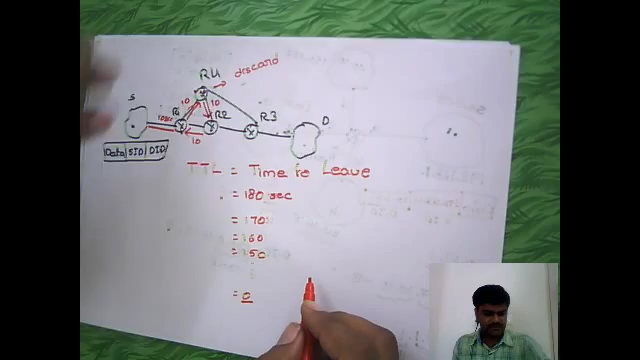 R4
discard
S
10
10
10sec
R1
R2
R3
D
10
Data SID DID
TTL = Time to Leave
= 180 sec
= 170
= 160
= 150
= 0